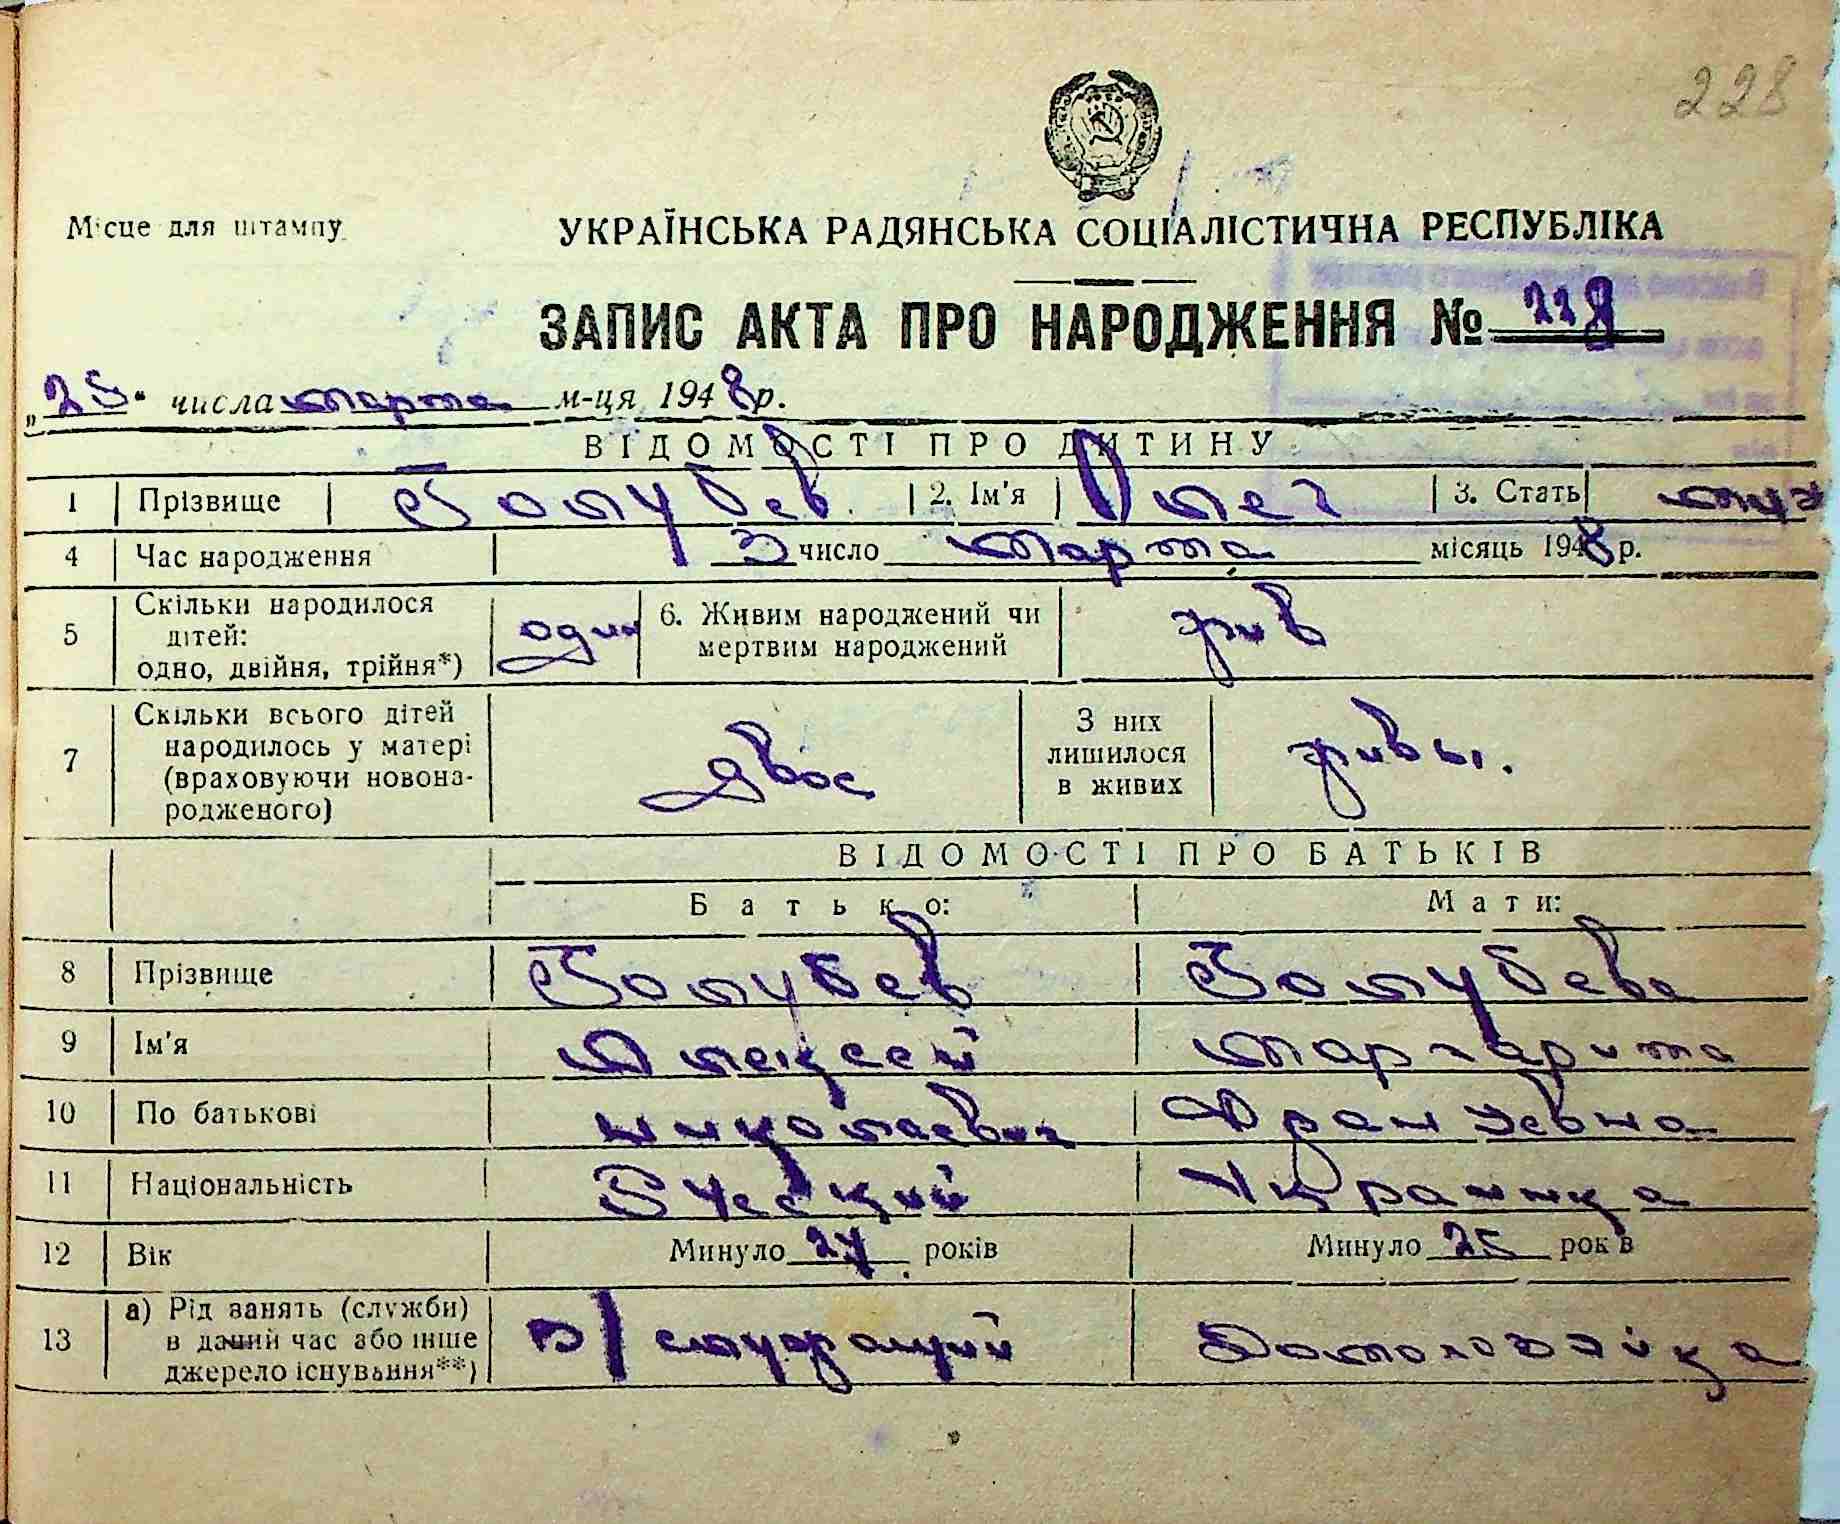 228
Місце для штампу
УКРАЇНСЬКА РАДЯНСЬКА СОЦІАЛІСТИЧНА РЕСПУБЛІКА
ЗАПИС АКТА ПРО НАРОДЖЕННЯ № 228
„25" числа марта м-ця 1948 р.
ВІДОМОСТІ ПРО ДИТИНУ
1 Прізвище Голубев 2. Ім'я Олег 3. Стать муж
4 Час народження 3 число марта місяць 1948 р.
5 Скільки народилося дітей: одно, двійня, трійня*) один 6. Живим народжений чи мертвим народжений жив
7 Скільки всього дітей народилось у матері (враховуючи новонародженого) двое З них лишилося в живих живы.
ВІДОМОСТІ ПРО БАТЬКІВ
Батько: Мати:
8 Прізвище Голубев Голубева
9 Ім'я Алексей Маргарита
10 По батькові Николаевич Францевна
11 Національність Русский Украинка
12 Вік Минуло 27 років Минуло 25 років
13 а) Рід занять (служби) в даний час або інше джерело існування**) в/служащий Домохозяйка